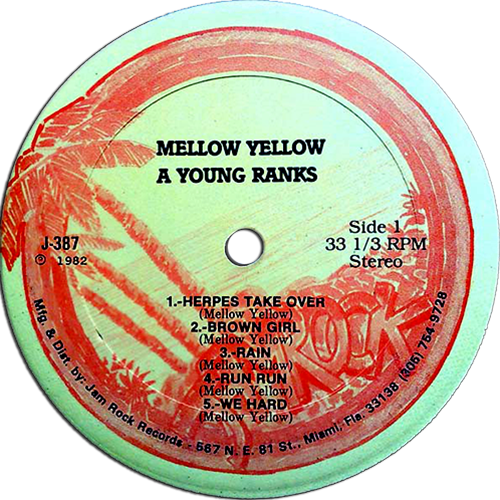 MELLOW YELLOW
A YOUNG RANKS
J-387
℗ 1982
Side 1
33 1/3 RPM
Stereo
1.-HERPES TAKE OVER
(Mellow Yellow)
2.-BROWN GIRL
(Mellow Yellow)
3.-RAIN
(Mellow Yellow)
4.-RUN RUN
(Mellow Yellow)
5.-WE HARD
(Mellow Yellow)
ROCK
Mfg. & Dist. by: Jam Rock Records - 567 N. E. 81 St., Miami, Fla. 33138 (305) 754-9728